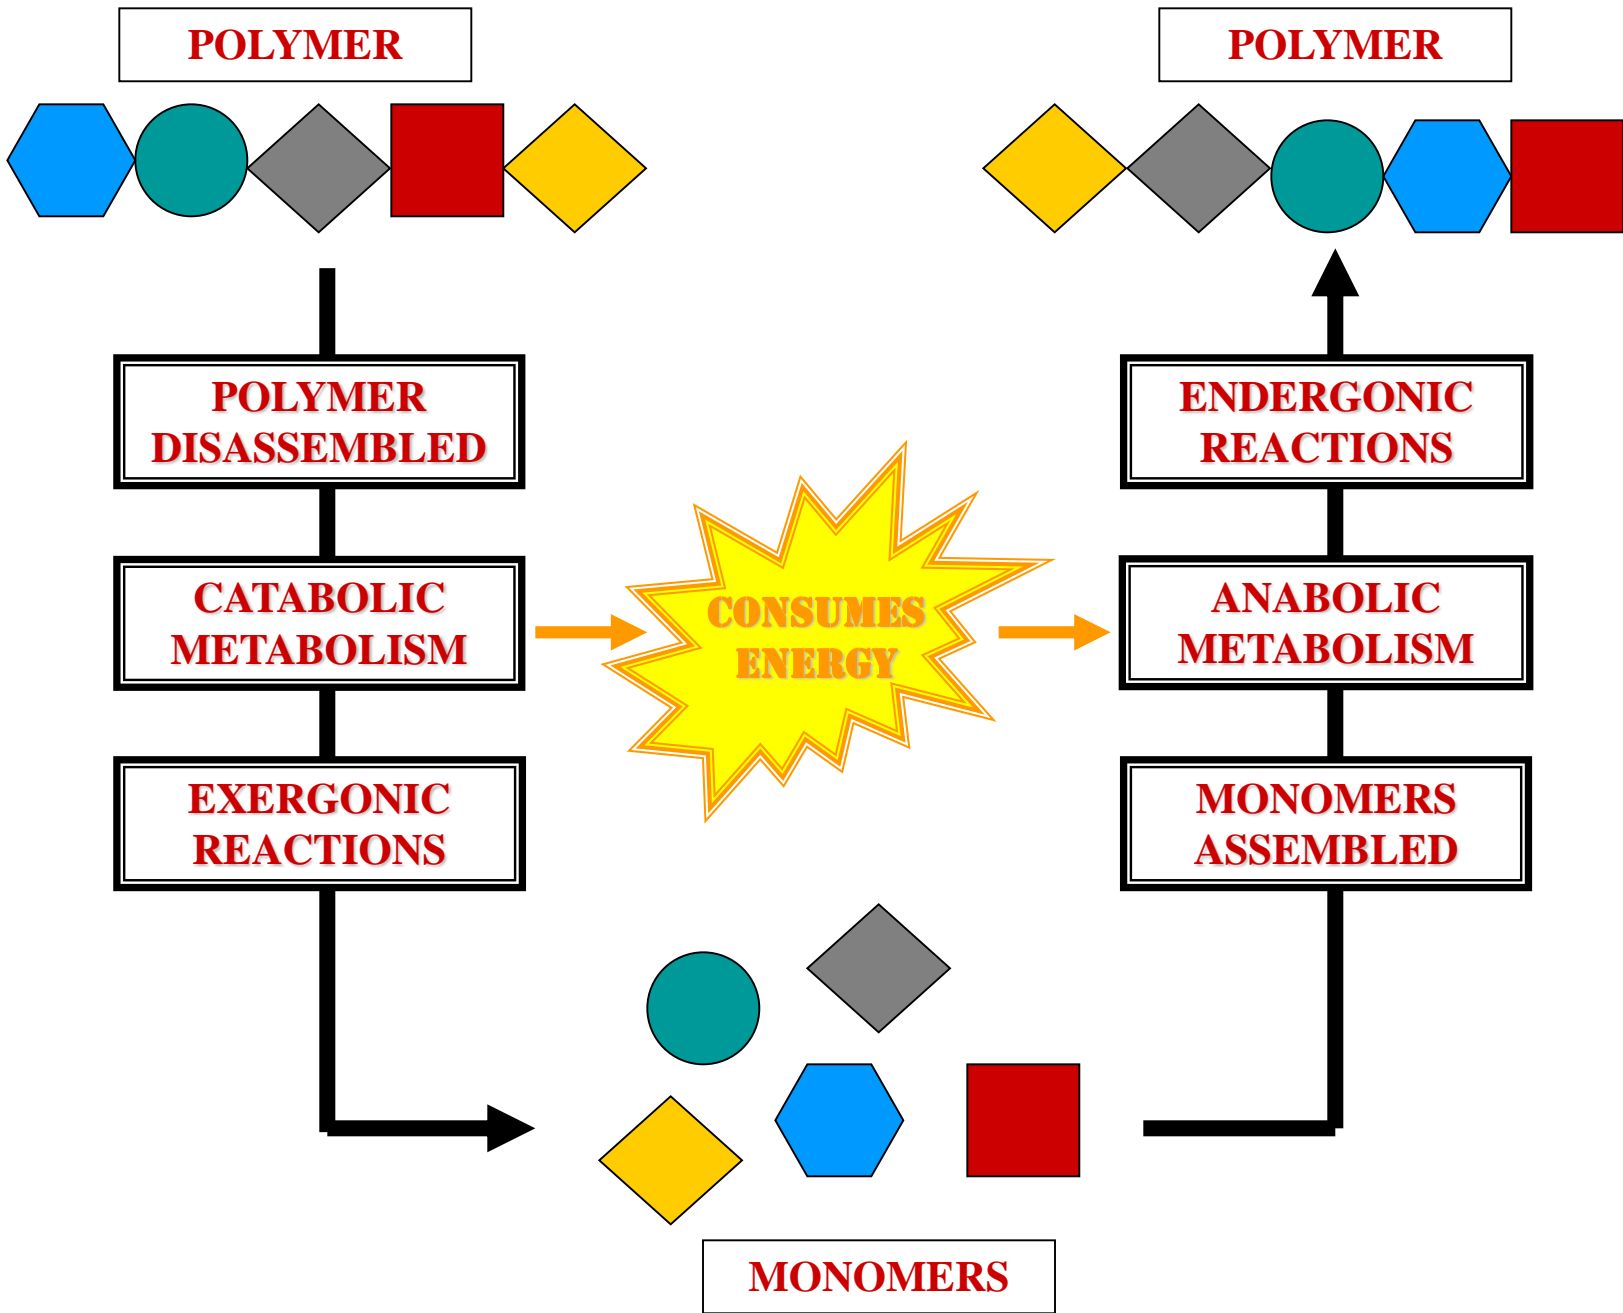 POLYMER
POLYMER
POLYMER
DISASSEMBLED
ENDERGONIC
REACTIONS
CATABOLIC
METABOLISM
CONSUMES
ENERGY
ANABOLIC
METABOLISM
EXERGONIC
REACTIONS
MONOMERS
ASSEMBLED
MONOMERS